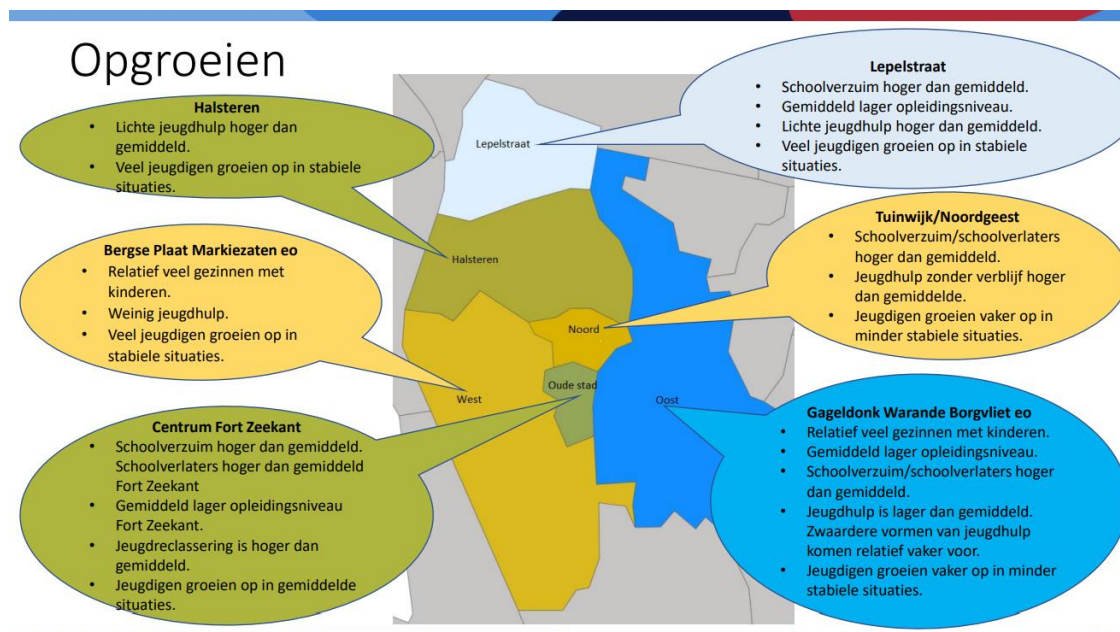 Opgroeien
Halsteren
• Lichte jeugdhulp hoger dan
gemiddeld.
• Veel jeugdigen groeien op in stabiele
situaties.
Lepelstraat
• Schoolverzuim hoger dan gemiddeld.
• Gemiddeld lager opleidingsniveau.
• Lichte jeugdhulp hoger dan gemiddeld.
• Veel jeugdigen groeien op in stabiele
situaties.
Bergse Plaat Markiezaten eo
• Relatief veel gezinnen met
kinderen.
• Weinig jeugdhulp.
• Veel jeugdigen groeien op in
stabiele situaties.
Tuinwijk/Noordgeest
• Schoolverzuim/schoolverlaters
hoger dan gemiddeld.
• Jeugdhulp zonder verblijf hoger
dan gemiddelde.
• Jeugdigen groeien vaker op in
minder stabiele situaties.
Centrum Fort Zeekant
• Schoolverzuim hoger dan gemiddeld.
Schoolverlaters hoger dan gemiddeld
Fort Zeekant
• Gemiddeld lager opleidingsniveau
Fort Zeekant.
• Jeugdreclassering is hoger dan
gemiddeld.
• Jeugdigen groeien op in gemiddelde
situaties.
Gageldonk Warande Borgvliet eo
• Relatief veel gezinnen met kinderen.
• Gemiddeld lager opleidingsniveau.
• Schoolverzuim/schoolverlaters hoger
dan gemiddeld.
• Jeugdhulp is lager dan gemiddeld.
Zwaardere vormen van jeugdhulp
komen relatief vaker voor.
• Jeugdigen groeien vaker op in minder
stabiele situaties.
Lepelstraat
Halsteren
Noord
Oude stad
West
Oost